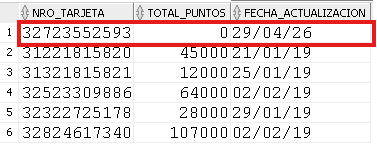 NRO_TARJETA TOTAL_PUNTOS FECHA_ACTUALIZACION
1 32723552593 0 29/04/26
2 31221815820 45000 21/01/19
3 31321815821 12000 25/01/19
4 32523309886 64000 02/02/19
5 32322725178 28000 29/01/19
6 32824617340 107000 02/02/19